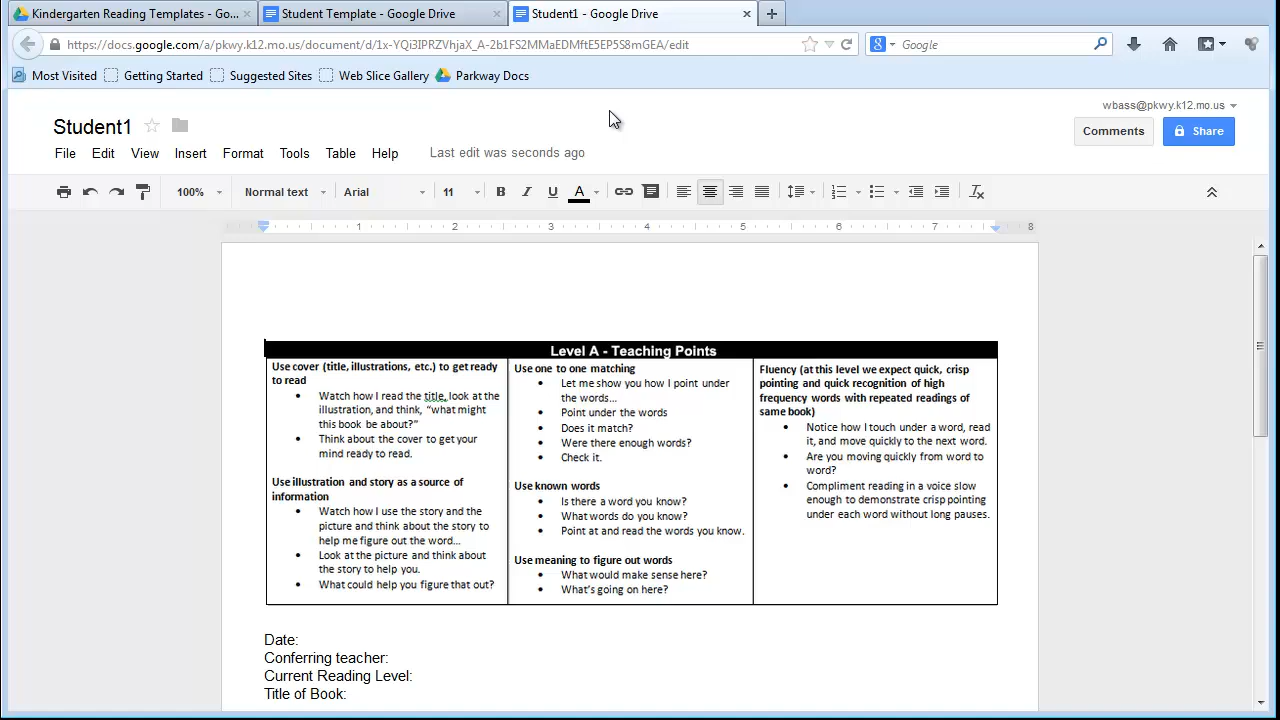 Kindergarten Reading Templates - Go...
Student Template - Google Drive
Student1 - Google Drive
https://docs.google.com/a/pkwy.k12.mo.us/document/d/1x-YQi3IPRZVhjaX_A-2b1FS2MMaEDMftE5EP5S8mGEA/edit
Google
Most Visited
Getting Started
Suggested Sites
Web Slice Gallery
Parkway Docs
wbass@pkwy.k12.mo.us
Student1
Comments
Share
File Edit View Insert Format Tools Table Help
Last edit was seconds ago
100% Normal text Arial 11 B I U A
1 2 3 4 5 6 7 8
Level A - Teaching Points
Use cover (title, illustrations, etc.) to get ready
to read
• Watch how I read the title, look at the
illustration, and think, “what might
this book be about?”
• Think about the cover to get your
mind ready to read.
Use illustration and story as a source of
information
• Watch how I use the story and the
picture and think about the story to
help me figure out the word...
• Look at the picture and think about
the story to help you.
• What could help you figure that out?
Use one to one matching
• Let me show you how I point under
the words...
• Point under the words
• Does it match?
• Were there enough words?
• Check it.
Use known words
• Is there a word you know?
• What words do you know?
• Point at and read the words you know.
Use meaning to figure out words
• What would make sense here?
• What’s going on here?
Fluency (at this level we expect quick, crisp
pointing and quick recognition of high
frequency words with repeated readings of
same book)
• Notice how I touch under a word, read
it, and move quickly to the next word.
• Are you moving quickly from word to
word?
• Compliment reading in a voice slow
enough to demonstrate crisp pointing
under each word without long pauses.
Date:
Conferring teacher:
Current Reading Level:
Title of Book: